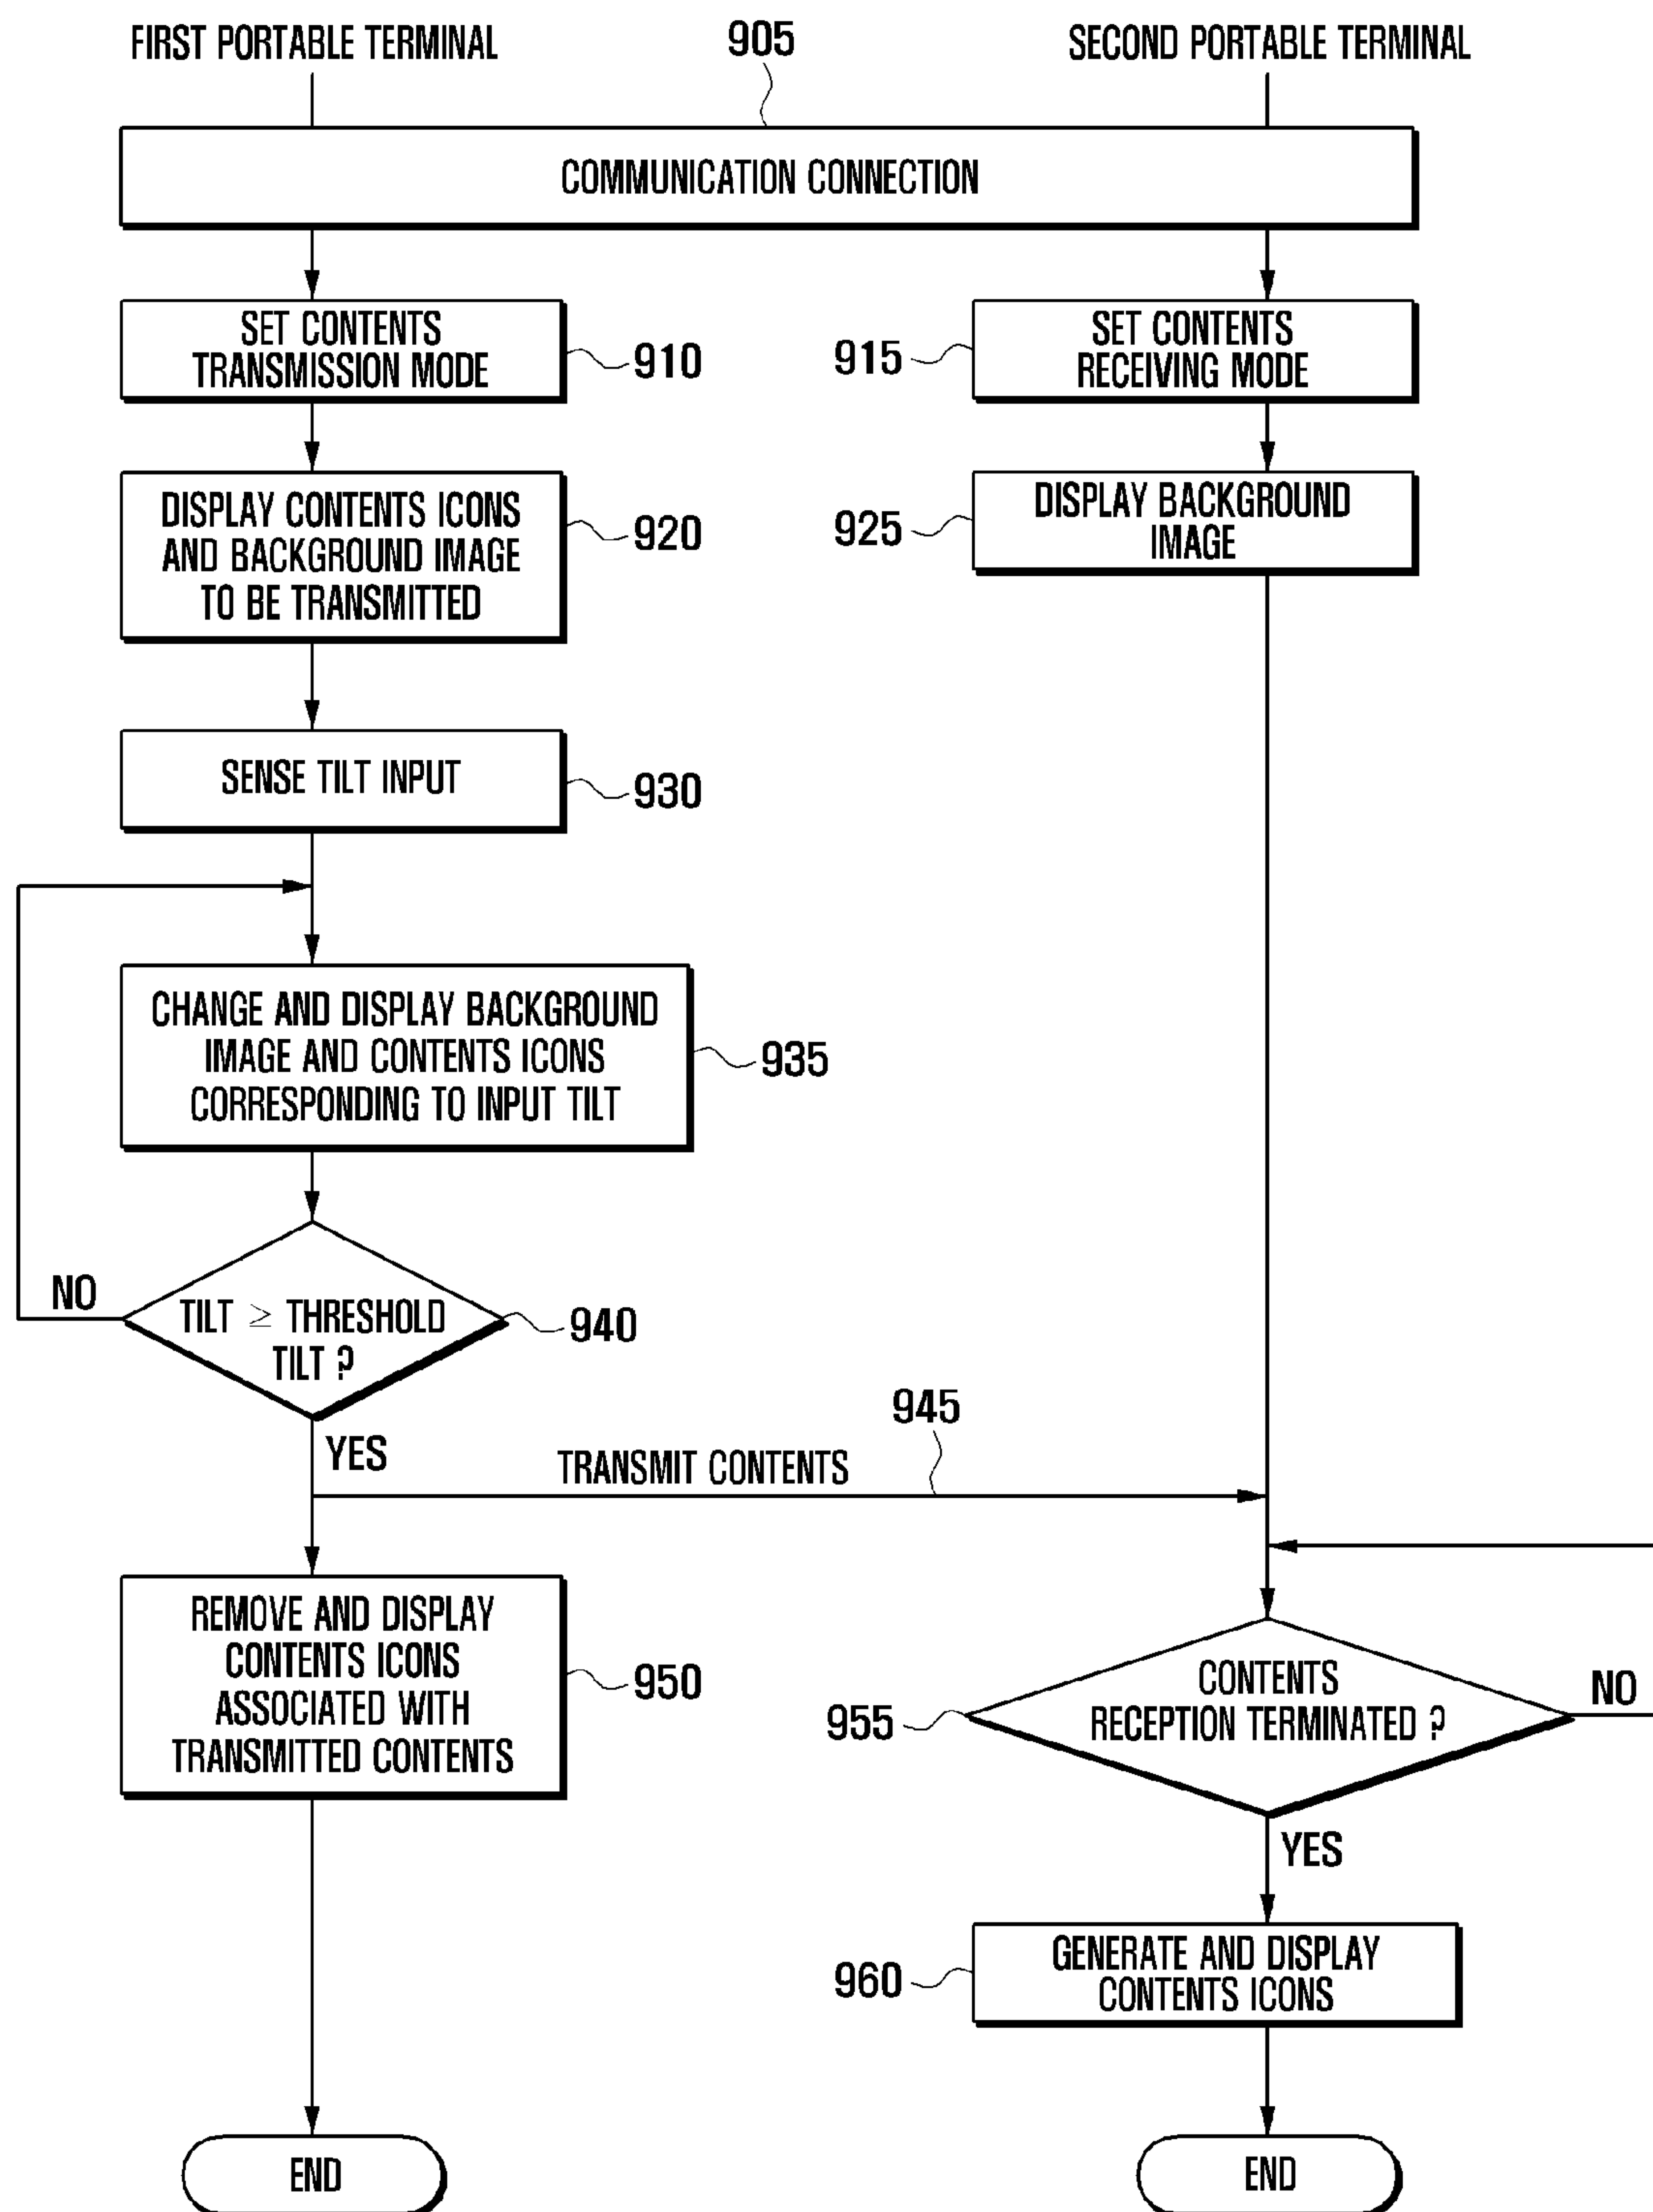 FIRST PORTABLE TERMINAL
905
SECOND PORTABLE TERMINAL
COMMUNICATION CONNECTION
SET CONTENTS
TRANSMISSION MODE
910
915
SET CONTENTS
RECEIVING MODE
DISPLAY CONTENTS ICONS
AND BACKGROUND IMAGE
TO BE TRANSMITTED
920
925
DISPLAY BACKGROUND
IMAGE
SENSE TILT INPUT
930
CHANGE AND DISPLAY BACKGROUND
IMAGE AND CONTENTS ICONS
CORRESPONDING TO INPUT TILT
935
NO
TILT ≥ THRESHOLD
TILT ?
940
YES
TRANSMIT CONTENTS
945
REMOVE AND DISPLAY
CONTENTS ICONS
ASSOCIATED WITH
TRANSMITTED CONTENTS
950
955
CONTENTS
RECEPTION TERMINATED ?
NO
YES
960
GENERATE AND DISPLAY
CONTENTS ICONS
END
END